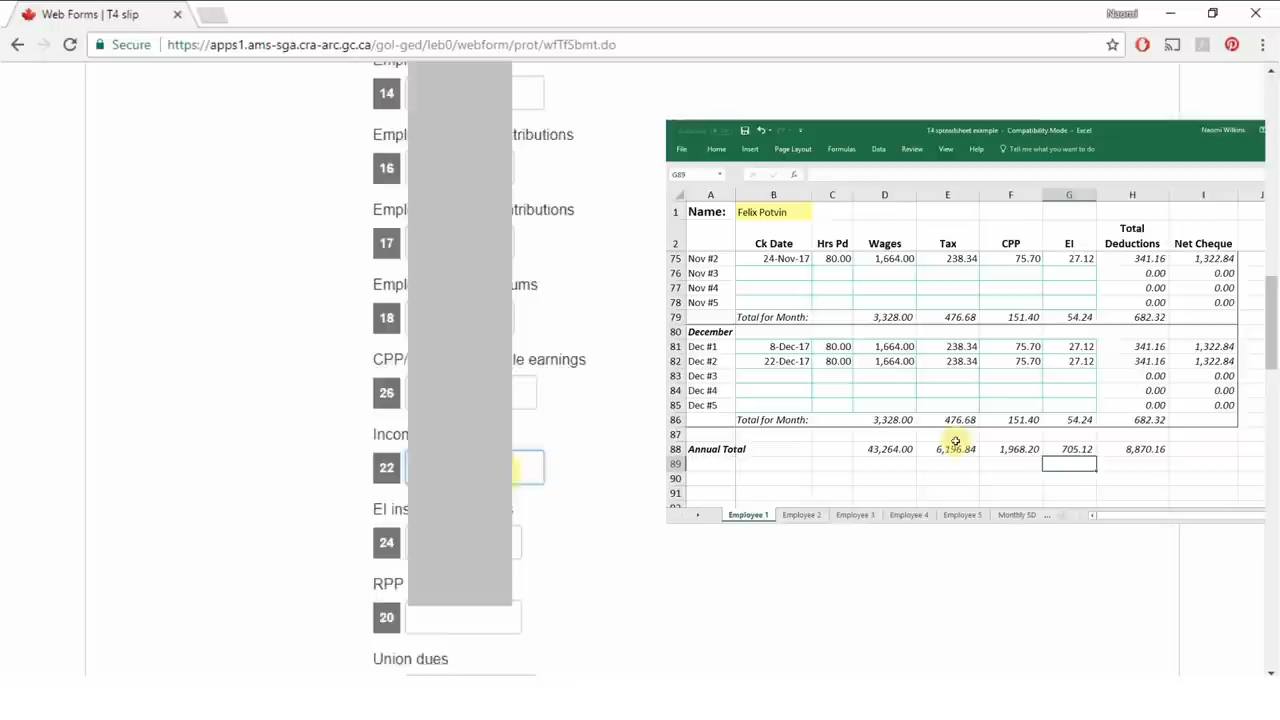 Web Forms | T4 slip
Naomi
Secure https://apps1.ams-sga.cra-arc.gc.ca/gol-ged/leb0/webform/prot/wfTfSbmt.do
14
Empl tributions
16
Empl tributions
17
Empl ums
18
CPP/ le earnings
26
Incom
22
EI ins
24
RPP
20
Union dues
T4 spreadsheet example - Compatibility Mode - Excel
Naomi Wilkins
File Home Insert Page Layout Formulas Data Review View Help Tell me what you want to do
G89 fx
A B C D E F G H I J
1 Name: Felix Potvin
2 Ck Date Hrs Pd Wages Tax CPP EI Total Deductions Net Cheque
75 Nov #2 24-Nov-17 80.00 1,664.00 238.34 75.70 27.12 341.16 1,322.84
76 Nov #3 0.00 0.00
77 Nov #4 0.00 0.00
78 Nov #5 0.00 0.00
79 Total for Month: 3,328.00 476.68 151.40 54.24 682.32
80 December
81 Dec #1 8-Dec-17 80.00 1,664.00 238.34 75.70 27.12 341.16 1,322.84
82 Dec #2 22-Dec-17 80.00 1,664.00 238.34 75.70 27.12 341.16 1,322.84
83 Dec #3 0.00 0.00
84 Dec #4 0.00 0.00
85 Dec #5 0.00 0.00
86 Total for Month: 3,328.00 476.68 151.40 54.24 682.32
87
88 Annual Total 43,264.00 6,196.84 1,968.20 705.12 8,870.16
89
90
91
Employee 1 Employee 2 Employee 3 Employee 4 Employee 5 Monthly SD ...